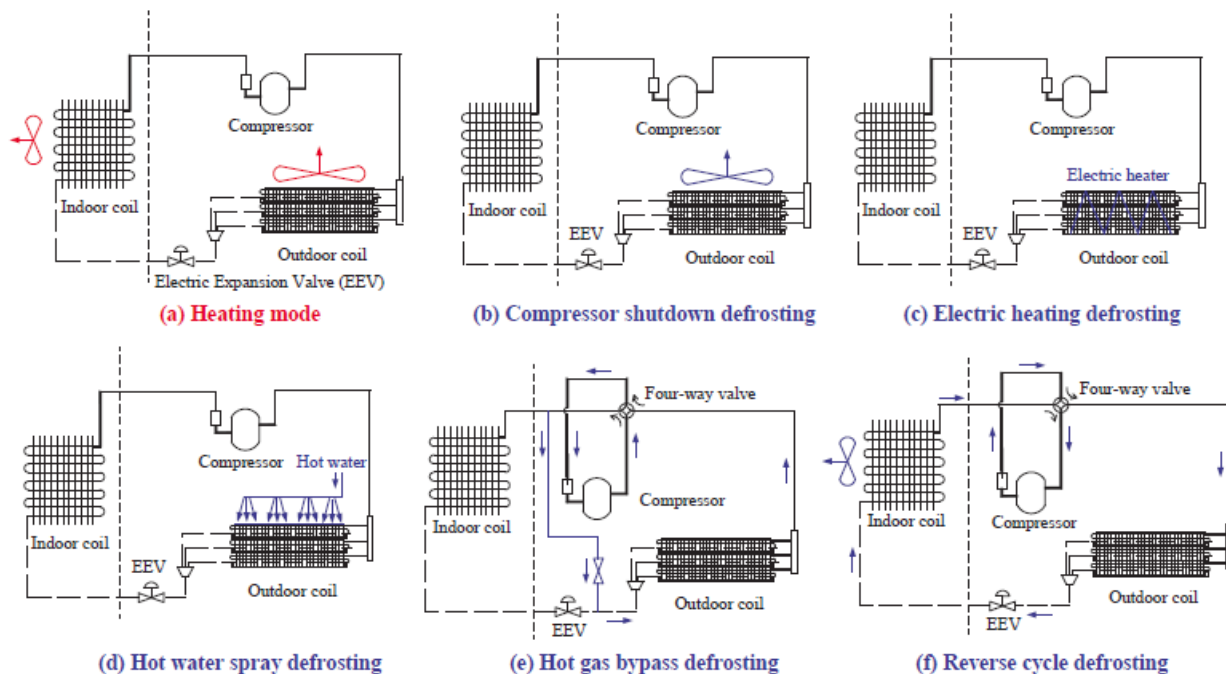 Compressor
Indoor coil
Outdoor coil
Electric Expansion Valve (EEV)
(a) Heating mode
Compressor
Indoor coil
EEV
Outdoor coil
(b) Compressor shutdown defrosting
Compressor
Electric heater
Indoor coil
EEV
Outdoor coil
(c) Electric heating defrosting
Compressor
Hot water
Indoor coil
EEV
Outdoor coil
(d) Hot water spray defrosting
Four-way valve
Compressor
Indoor coil
Outdoor coil
EEV
(e) Hot gas bypass defrosting
Four-way valve
Indoor coil
Compressor
Outdoor coil
EEV
(f) Reverse cycle defrosting